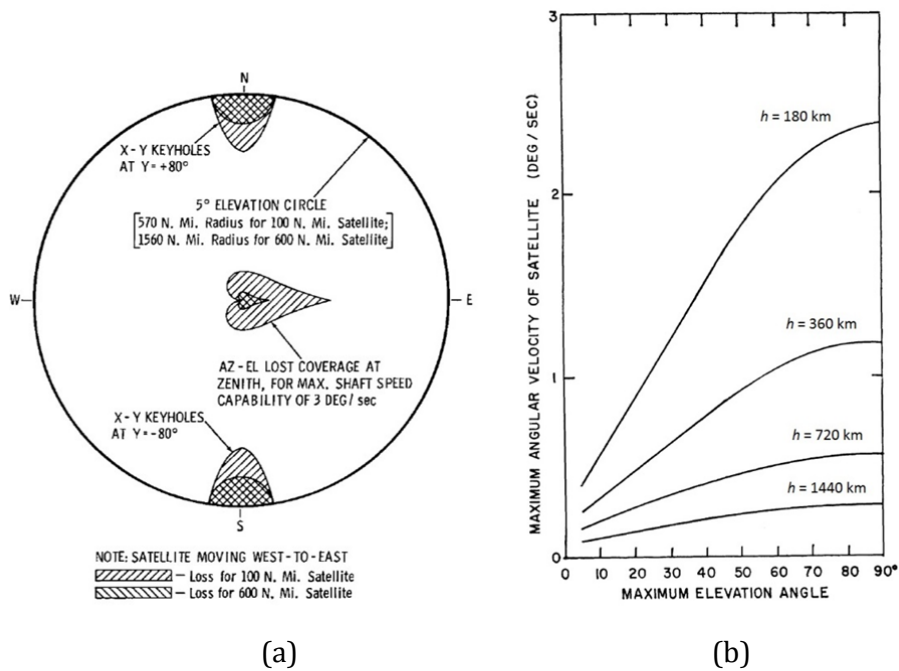 N
X-Y KEYHOLES
AT Y=+80°
5° ELEVATION CIRCLE
[570 N. Mi. Radius for 100 N. Mi. Satellite;
1560 N. Mi. Radius for 600 N. Mi. Satellite]
W
E
AZ-EL LOST COVERAGE AT
ZENITH, FOR MAX. SHAFT SPEED
CAPABILITY OF 3 DEG/sec
X-Y KEYHOLES
AT Y=-80°
S
NOTE: SATELLITE MOVING WEST-TO-EAST
— Loss for 100 N. Mi. Satellite
— Loss for 600 N. Mi. Satellite
(a)
MAXIMUM ANGULAR VELOCITY OF SATELLITE (DEG / SEC)
3
2
1
0
h = 180 km
h = 360 km
h = 720 km
h = 1440 km
0 10 20 30 40 50 60 70 80 90°
MAXIMUM ELEVATION ANGLE
(b)